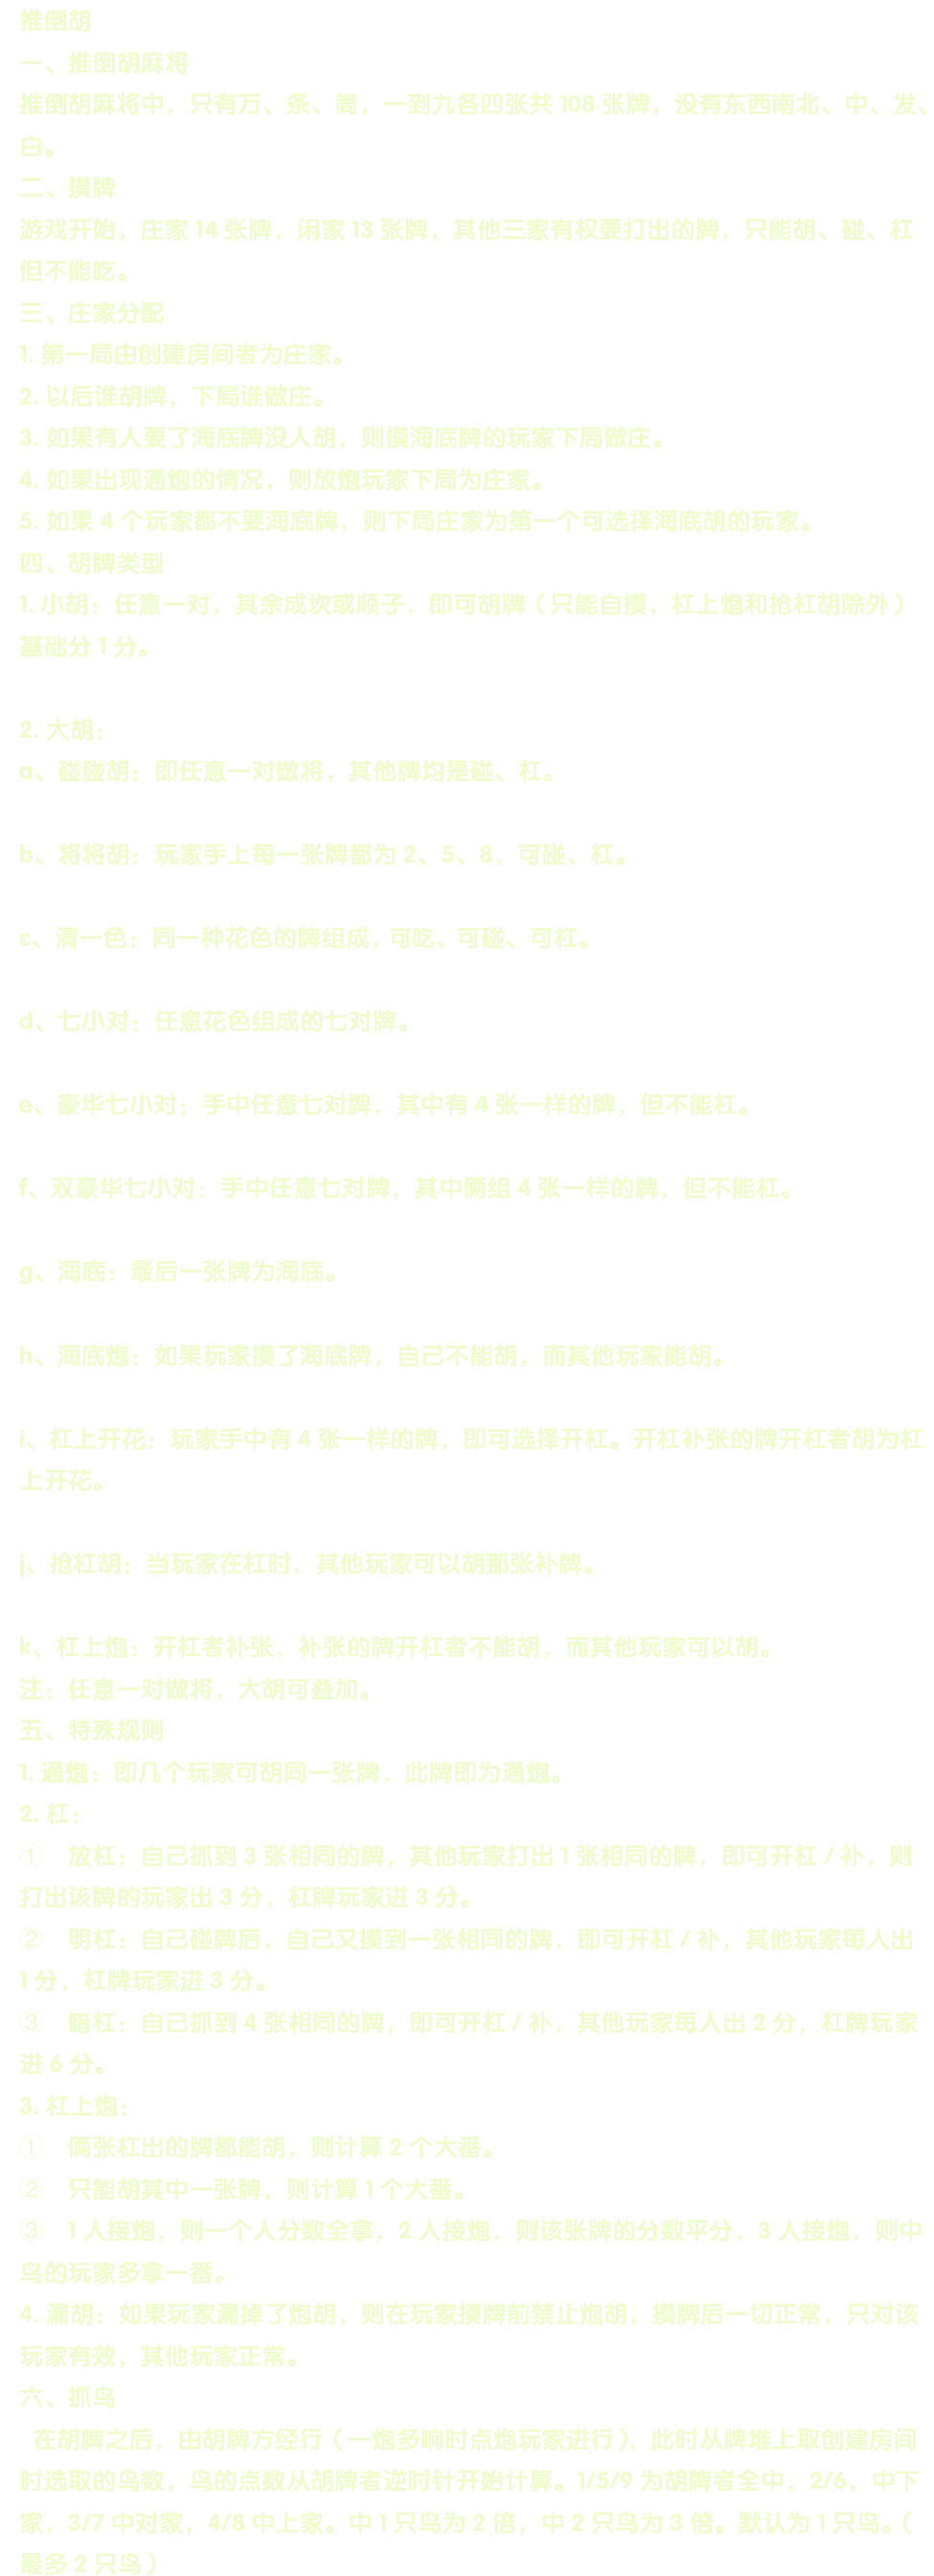 推倒胡
一、推倒胡麻将
推倒胡麻将中，只有万、条、筒，一到九各四张共 108 张牌，没有东西南北、中、发、
白。
二、摸牌
游戏开始，庄家 14 张牌，闲家 13 张牌，其他三家有权要打出的牌，只能胡、碰、杠
但不能吃。
三、庄家分配
1. 第一局由创建房间者为庄家。
2. 以后谁胡牌，下局谁做庄。
3. 如果有人要了海底牌没人胡，则摸海底牌的玩家下局做庄。
4. 如果出现通炮的情况，则放炮玩家下局为庄家。
5. 如果 4 个玩家都不要海底牌，则下局庄家为第一个可选择海底胡的玩家。
四、胡牌类型
1. 小胡：任意一对，其余成坎或顺子，即可胡牌（只能自摸，杠上炮和抢杠胡除外）
基础分 1 分。
2. 大胡：
a、碰碰胡：即任意一对做将，其他牌均是碰、杠。
b、将将胡：玩家手上每一张牌都为 2、5、8，可碰、杠。
c、清一色：同一种花色的牌组成，可吃、可碰、可杠。
d、七小对：任意花色组成的七对牌。
e、豪华七小对：手中任意七对牌，其中有 4 张一样的牌，但不能杠。
f、双豪华七小对：手中任意七对牌，其中俩组 4 张一样的牌，但不能杠。
g、海底：最后一张牌为海底。
h、海底炮：如果玩家摸了海底牌，自己不能胡，而其他玩家能胡。
i、杠上开花：玩家手中有 4 张一样的牌，即可选择开杠。开杠补张的牌开杠者胡为杠
上开花。
j、抢杠胡：当玩家在杠时，其他玩家可以胡那张补牌。
k、杠上炮：开杠者补张，补张的牌开杠者不能胡，而其他玩家可以胡。
注：任意一对做将，大胡可叠加。
五、特殊规则
1. 通炮：即几个玩家可胡同一张牌，此牌即为通炮。
2. 杠：
① 放杠：自己抓到 3 张相同的牌，其他玩家打出 1 张相同的牌，即可开杠 / 补，则
打出该牌的玩家出 3 分，杠牌玩家进 3 分。
② 明杠：自己碰牌后，自己又摸到一张相同的牌，即可开杠 / 补，其他玩家每人出
1 分，杠牌玩家进 3 分。
③ 暗杠：自己抓到 4 张相同的牌，即可开杠 / 补，其他玩家每人出 2 分，杠牌玩家
进 6 分。
3. 杠上炮：
① 俩张杠出的牌都能胡，则计算 2 个大番。
② 只能胡其中一张牌，则计算 1 个大番。
③ 1 人接炮，则一个人分数全拿，2 人接炮，则该张牌的分数平分，3 人接炮，则中
鸟的玩家多拿一番。
4. 漏胡：如果玩家漏掉了炮胡，则在玩家摸牌前禁止炮胡，摸牌后一切正常，只对该
玩家有效，其他玩家正常。
六、抓鸟
在胡牌之后，由胡牌方经行（一炮多响时点炮玩家进行），此时从牌堆上取创建房间
时选取的鸟数，鸟的点数从胡牌者逆时针开始计算。1/5/9 为胡牌者全中，2/6，中下
家，3/7 中对家，4/8 中上家。中 1 只鸟为 2 倍，中 2 只鸟为 3 倍。默认为 1 只鸟。（
最多 2 只鸟）